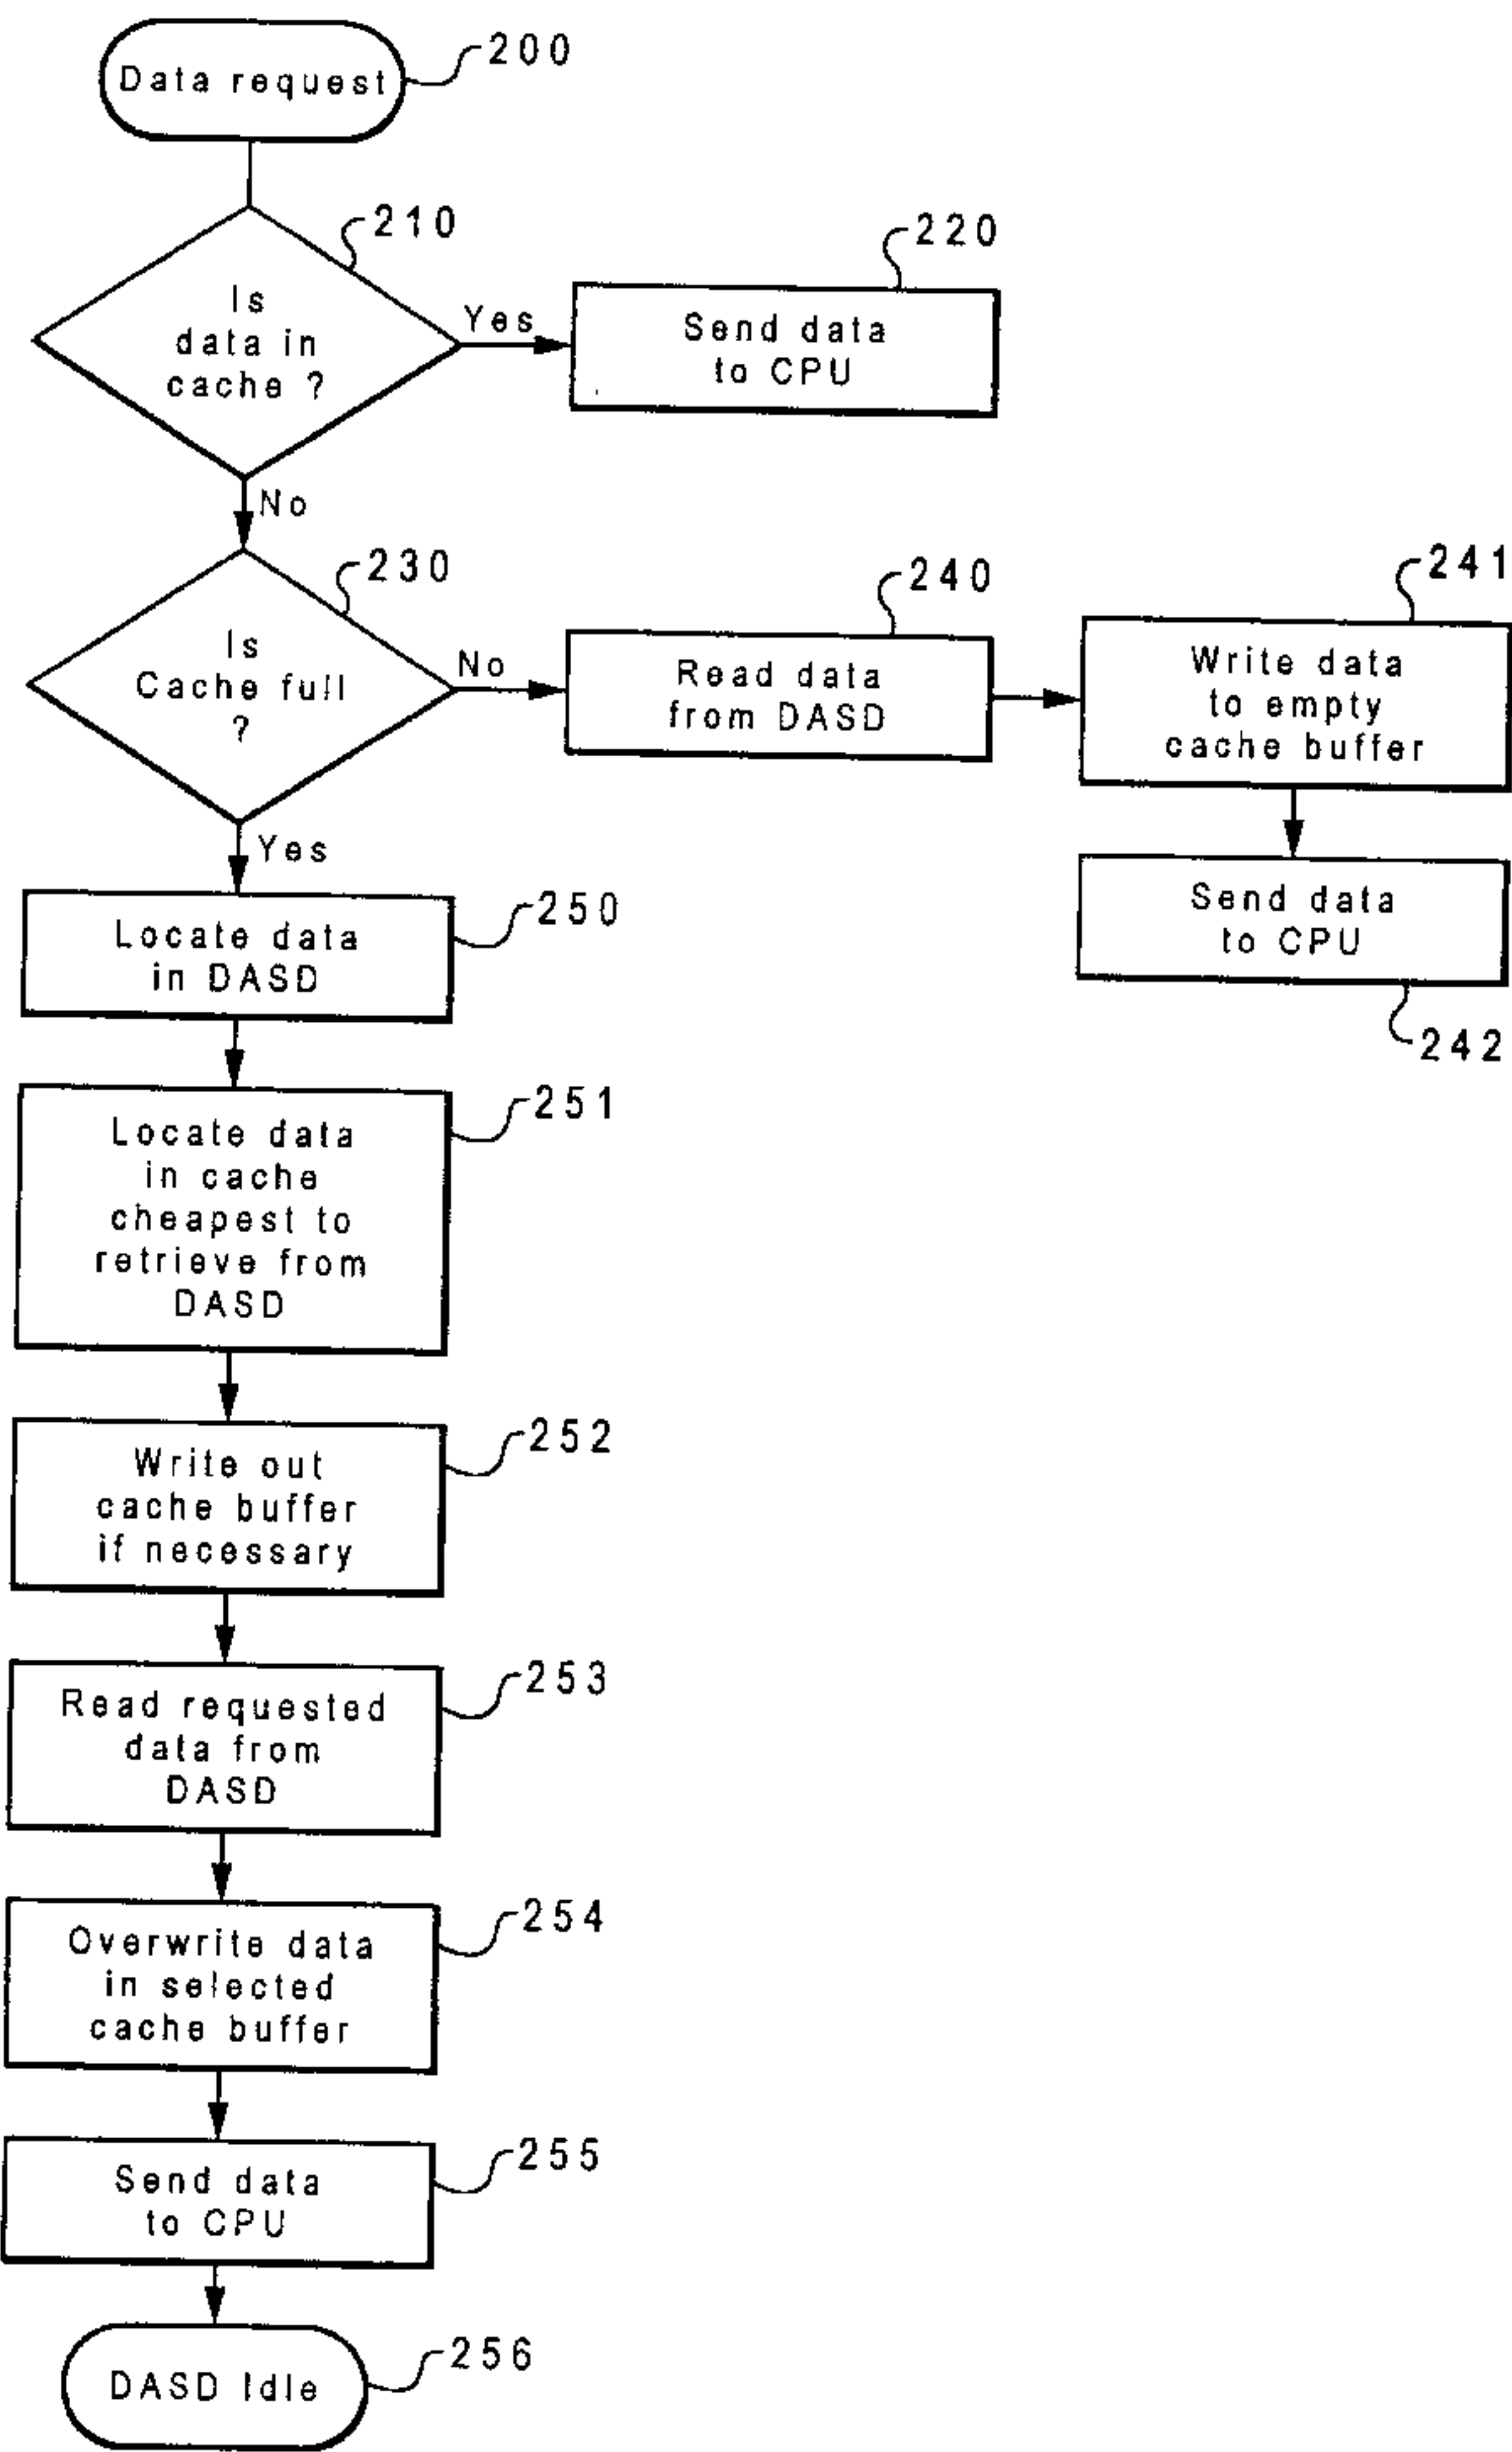 200
Data request
210
Is
data in
cache ?
Yes
220
Send data
to CPU
No
230
Is
Cache full
?
No
240
Read data
from DASD
241
Write data
to empty
cache buffer
Send data
to CPU
242
Yes
250
Locate data
in DASD
251
Locate data
in cache
cheapest to
retrieve from
DASD
252
Write out
cache buffer
if necessary
253
Read requested
data from
DASD
254
Overwrite data
in selected
cache buffer
255
Send data
to CPU
256
DASD Idle